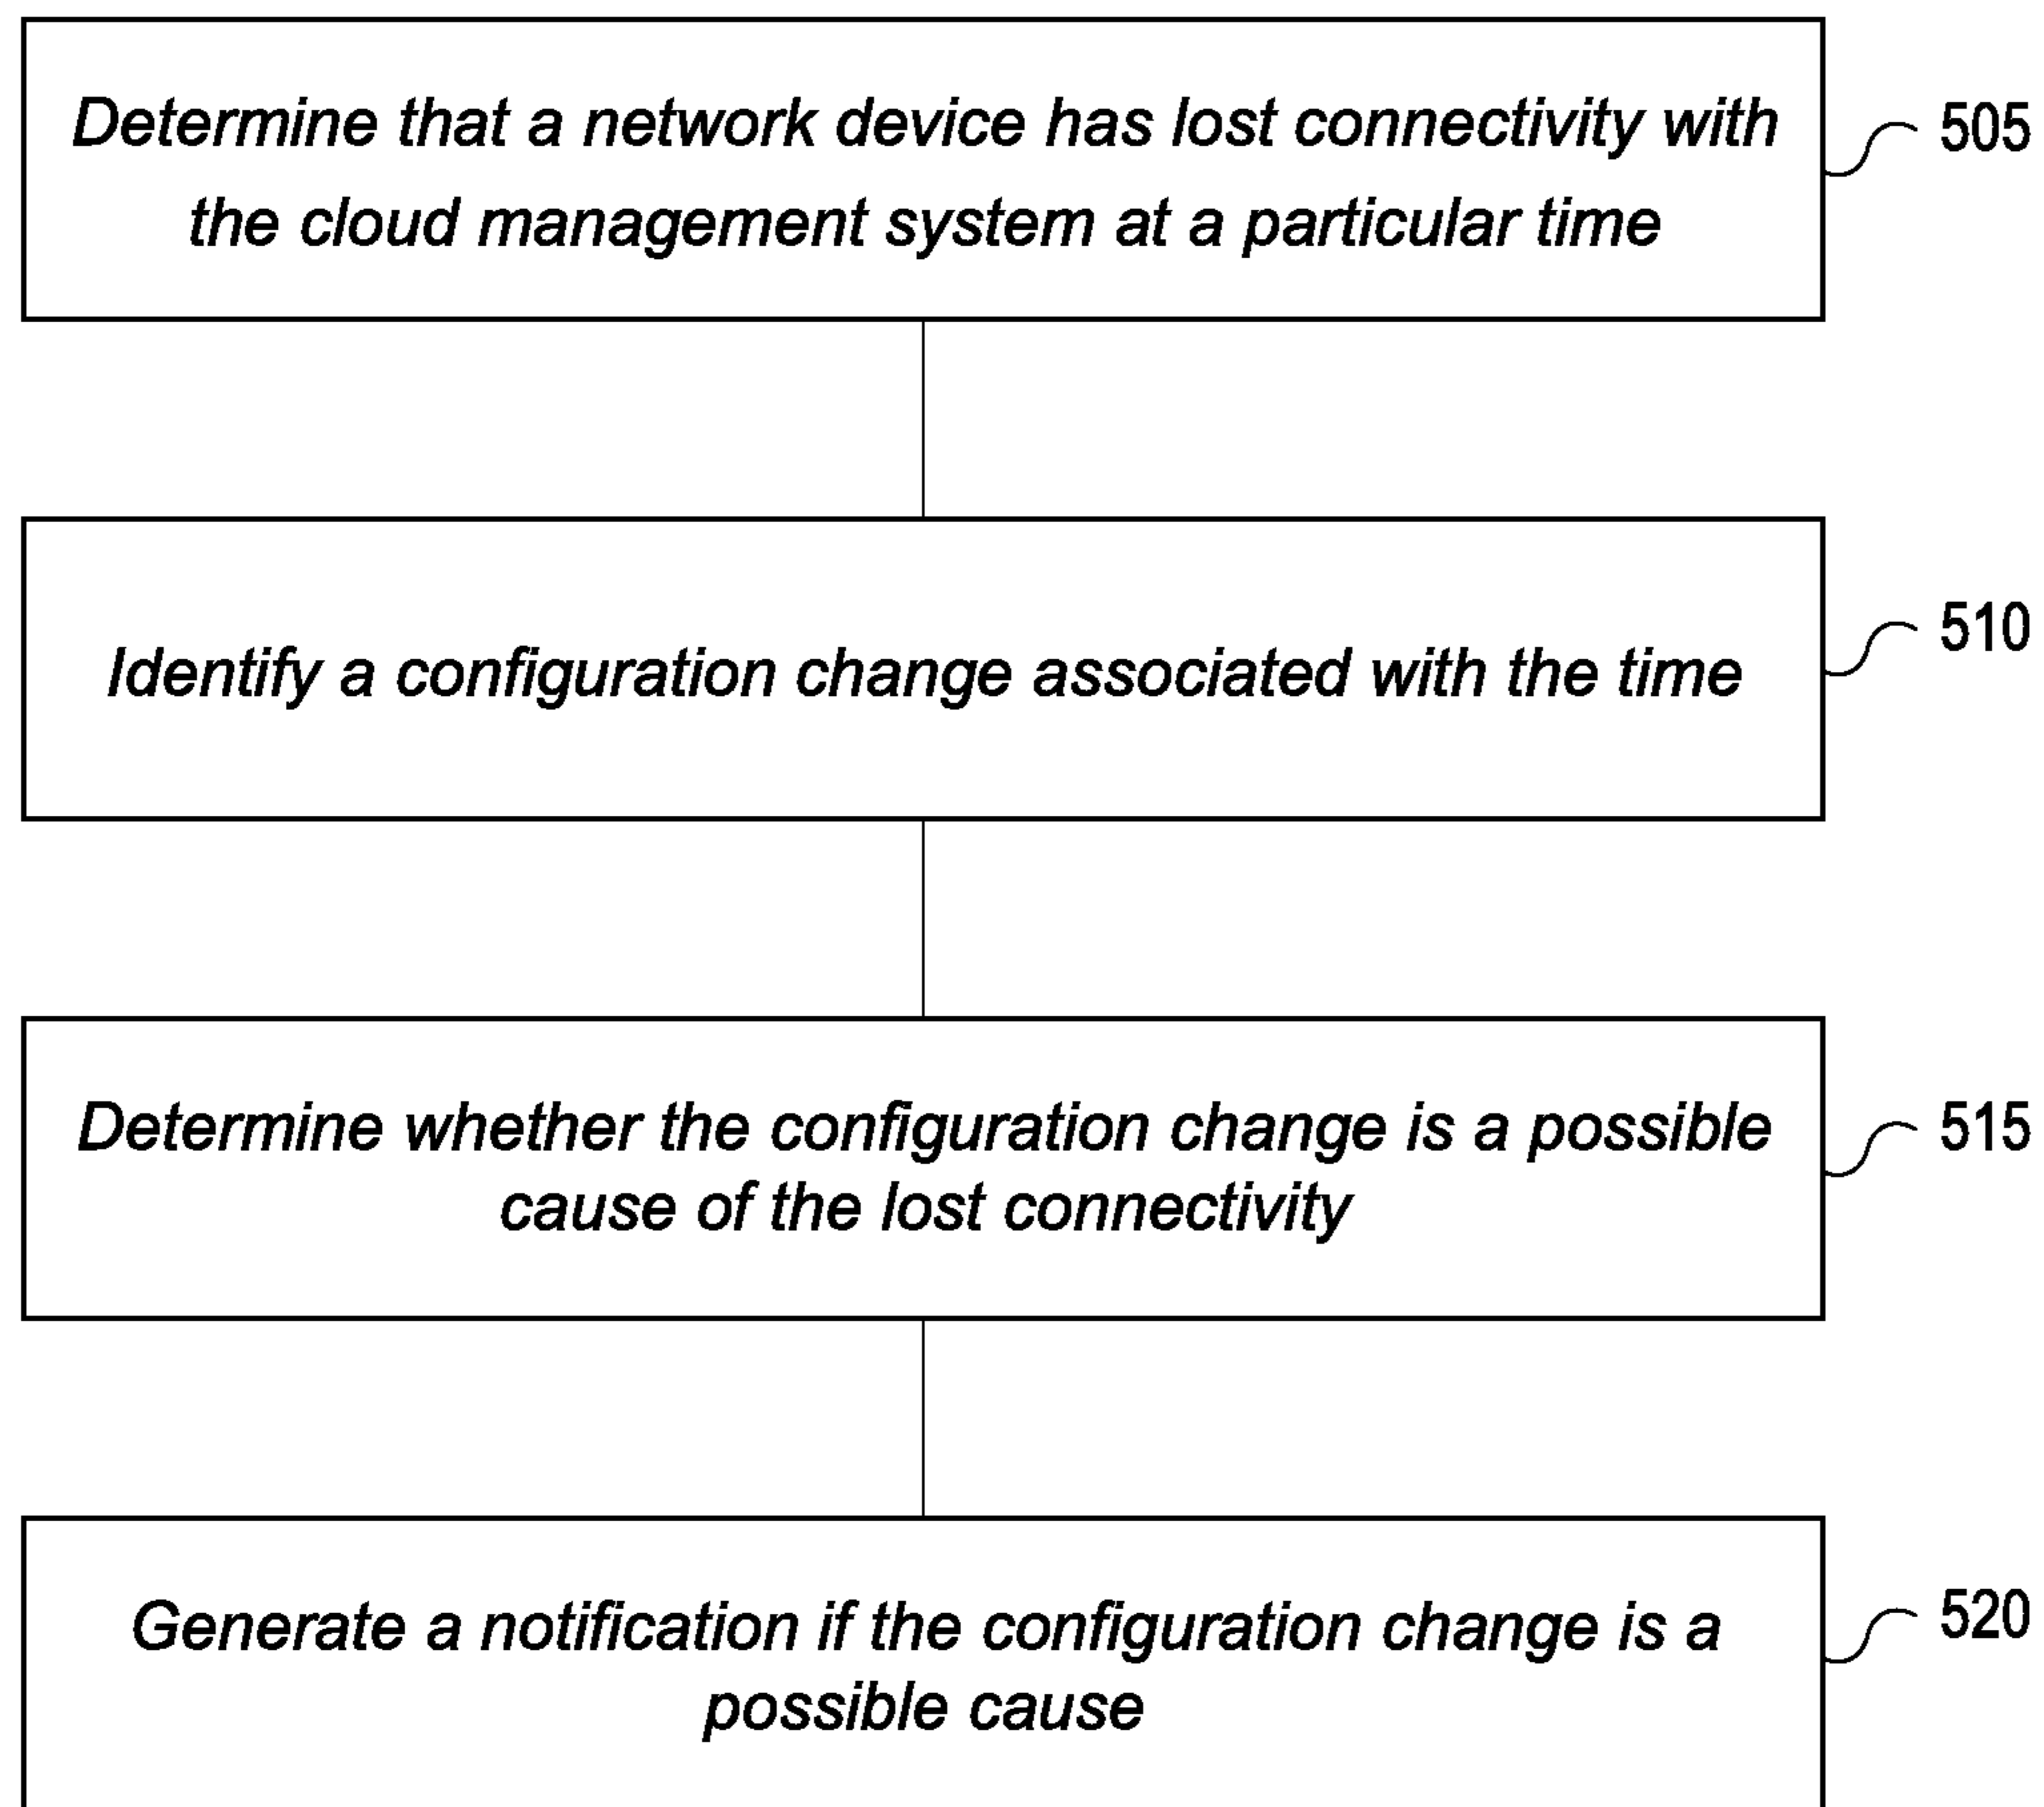 Determine that a network device has lost connectivity with
the cloud management system at a particular time
505
Identify a configuration change associated with the time
510
Determine whether the configuration change is a possible
cause of the lost connectivity
515
Generate a notification if the configuration change is a
possible cause
520